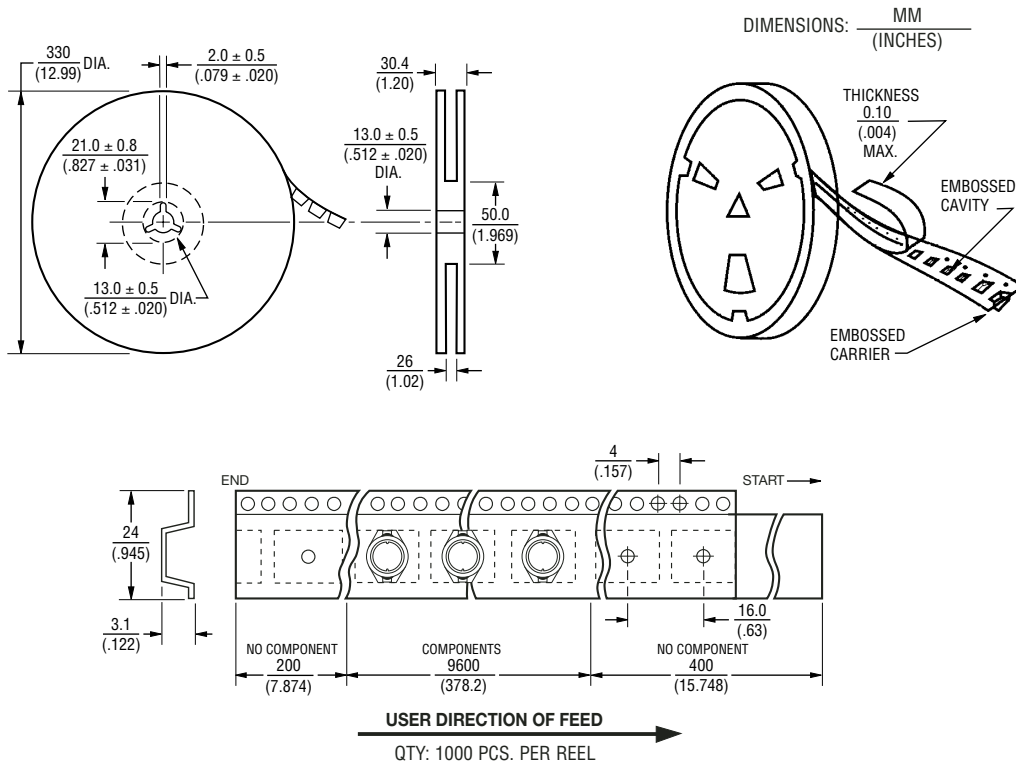 DIMENSIONS: MM
(INCHES)
330
(12.99)
DIA.
2.0 ± 0.5
(.079 ± .020)
21.0 ± 0.8
(.827 ± .031)
13.0 ± 0.5
(.512 ± .020)
DIA.
30.4
(1.20)
13.0 ± 0.5
(.512 ± .020)
DIA.
50.0
(1.969)
26
(1.02)
THICKNESS
0.10
(.004)
MAX.
EMBOSSED
CAVITY
EMBOSSED
CARRIER
4
(.157)
END
START
24
(.945)
3.1
(.122)
16.0
(.63)
NO COMPONENT
200
(7.874)
COMPONENTS
9600
(378.2)
NO COMPONENT
400
(15.748)
USER DIRECTION OF FEED
QTY: 1000 PCS. PER REEL